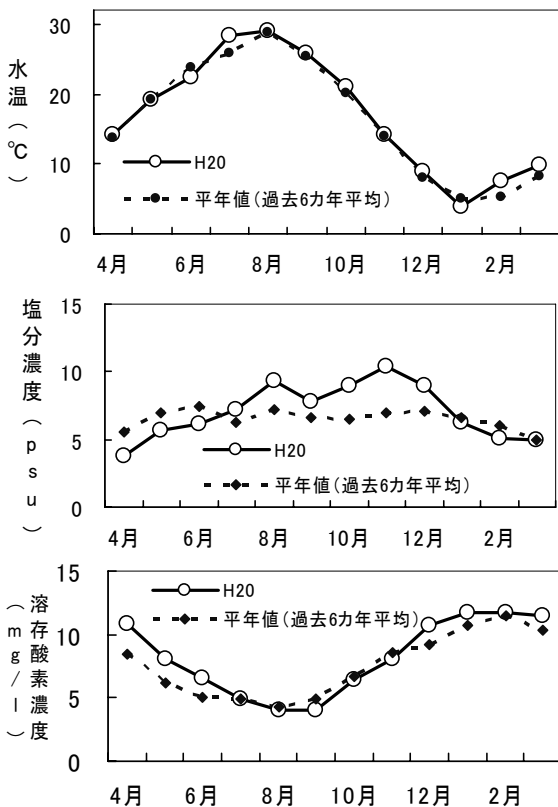 水温(℃)
30
20
10
0
H20
平年値(過去6カ年平均)
4月 6月 8月 10月 12月 2月
塩分濃度(psu)
15
10
5
0
H20
平年値(過去6カ年平均)
4月 6月 8月 10月 12月 2月
溶存酸素濃度
(mg/l)
15
10
5
0
H20
平年値(過去6カ年平均)
4月 6月 8月 10月 12月 2月